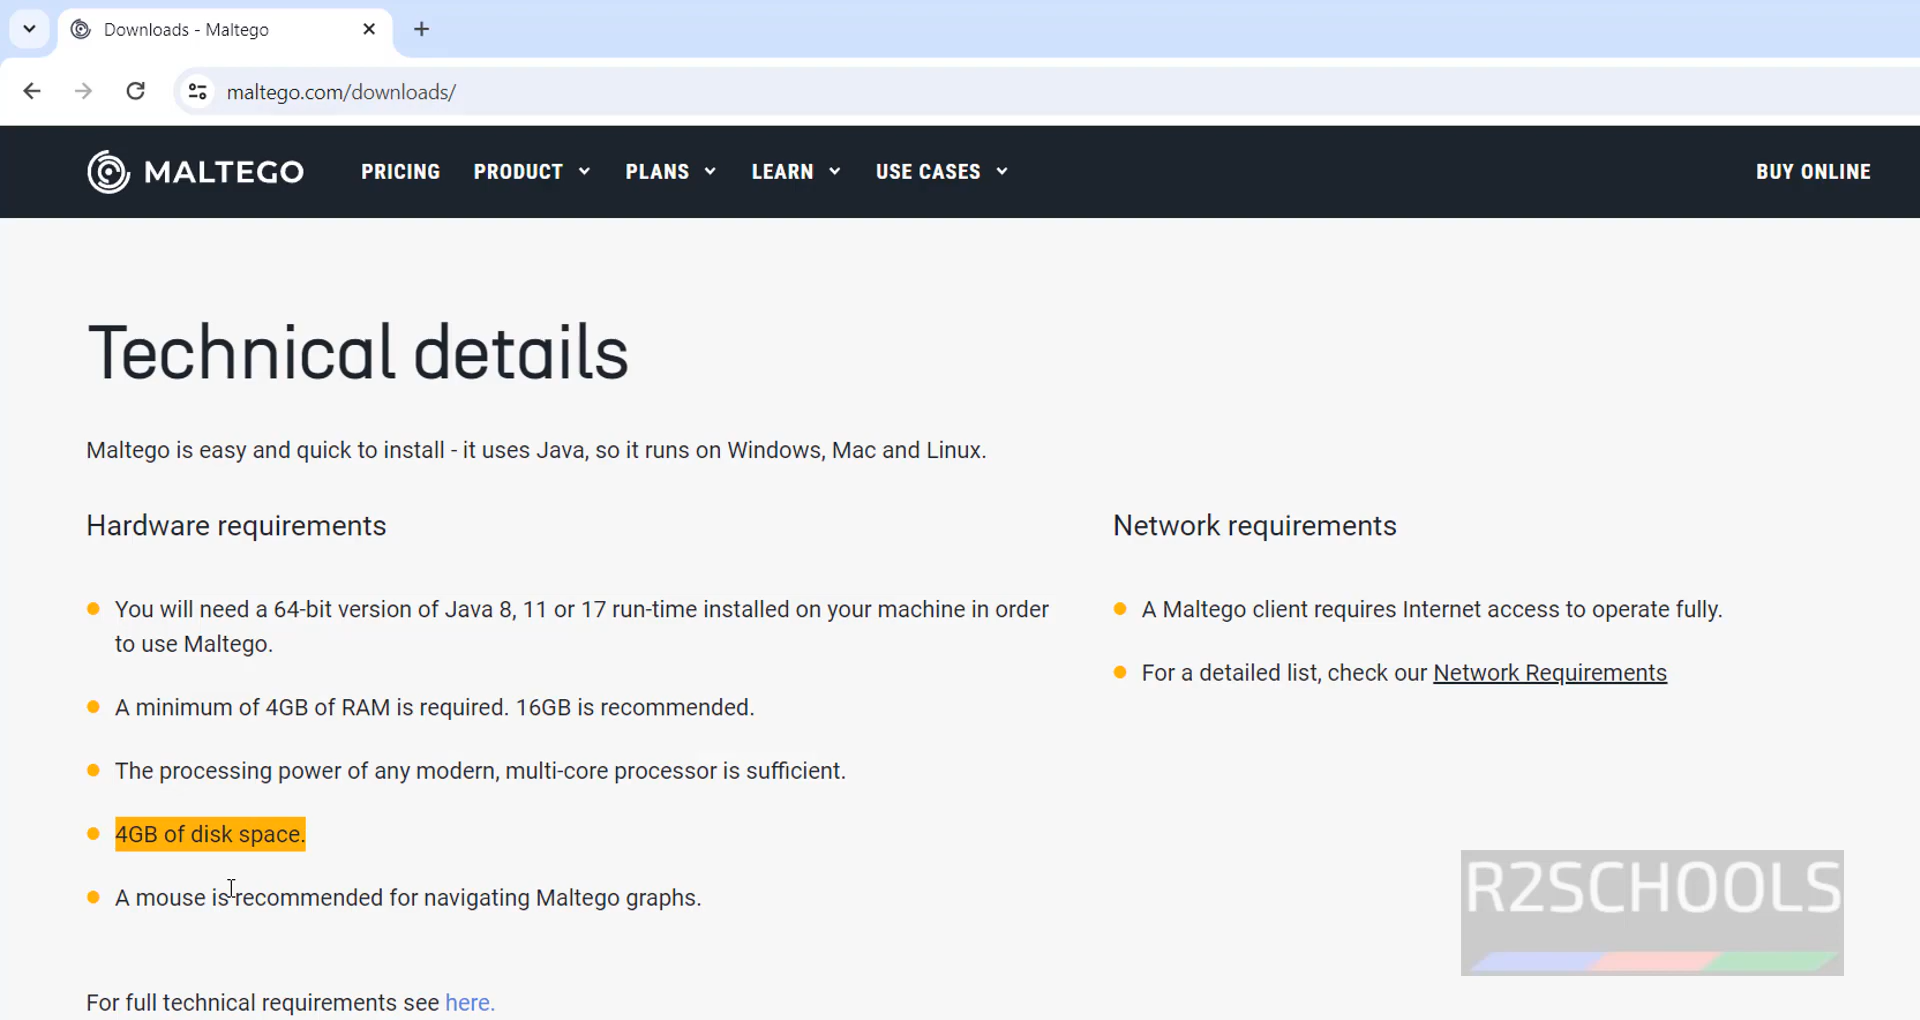 Downloads - Maltego
maltego.com/downloads/
MALTEGO PRICING PRODUCT PLANS LEARN USE CASES BUY ONLINE
Technical details
Maltego is easy and quick to install - it uses Java, so it runs on Windows, Mac and Linux.
Hardware requirements
You will need a 64-bit version of Java 8, 11 or 17 run-time installed on your machine in order
to use Maltego.
A minimum of 4GB of RAM is required. 16GB is recommended.
The processing power of any modern, multi-core processor is sufficient.
4GB of disk space.
A mouse is recommended for navigating Maltego graphs.
Network requirements
A Maltego client requires Internet access to operate fully.
For a detailed list, check our Network Requirements
R2SCHOOLS
For full technical requirements see here.